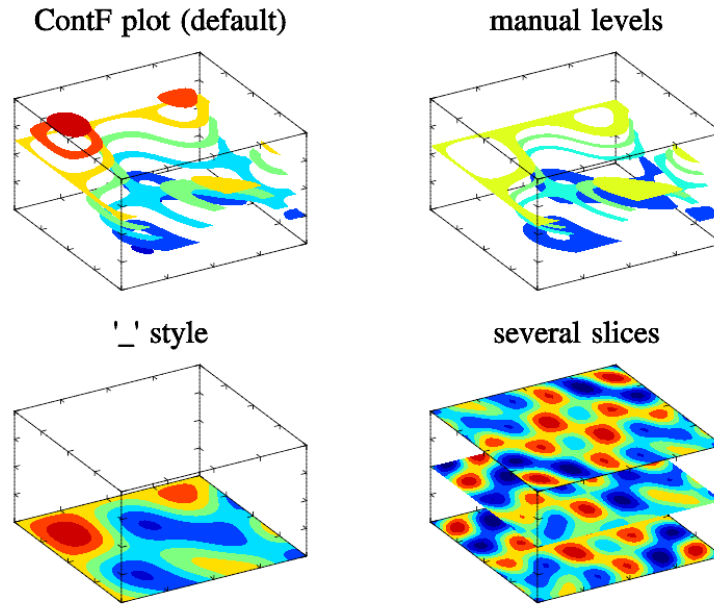 ContF plot (default)
manual levels
'_' style
several slices